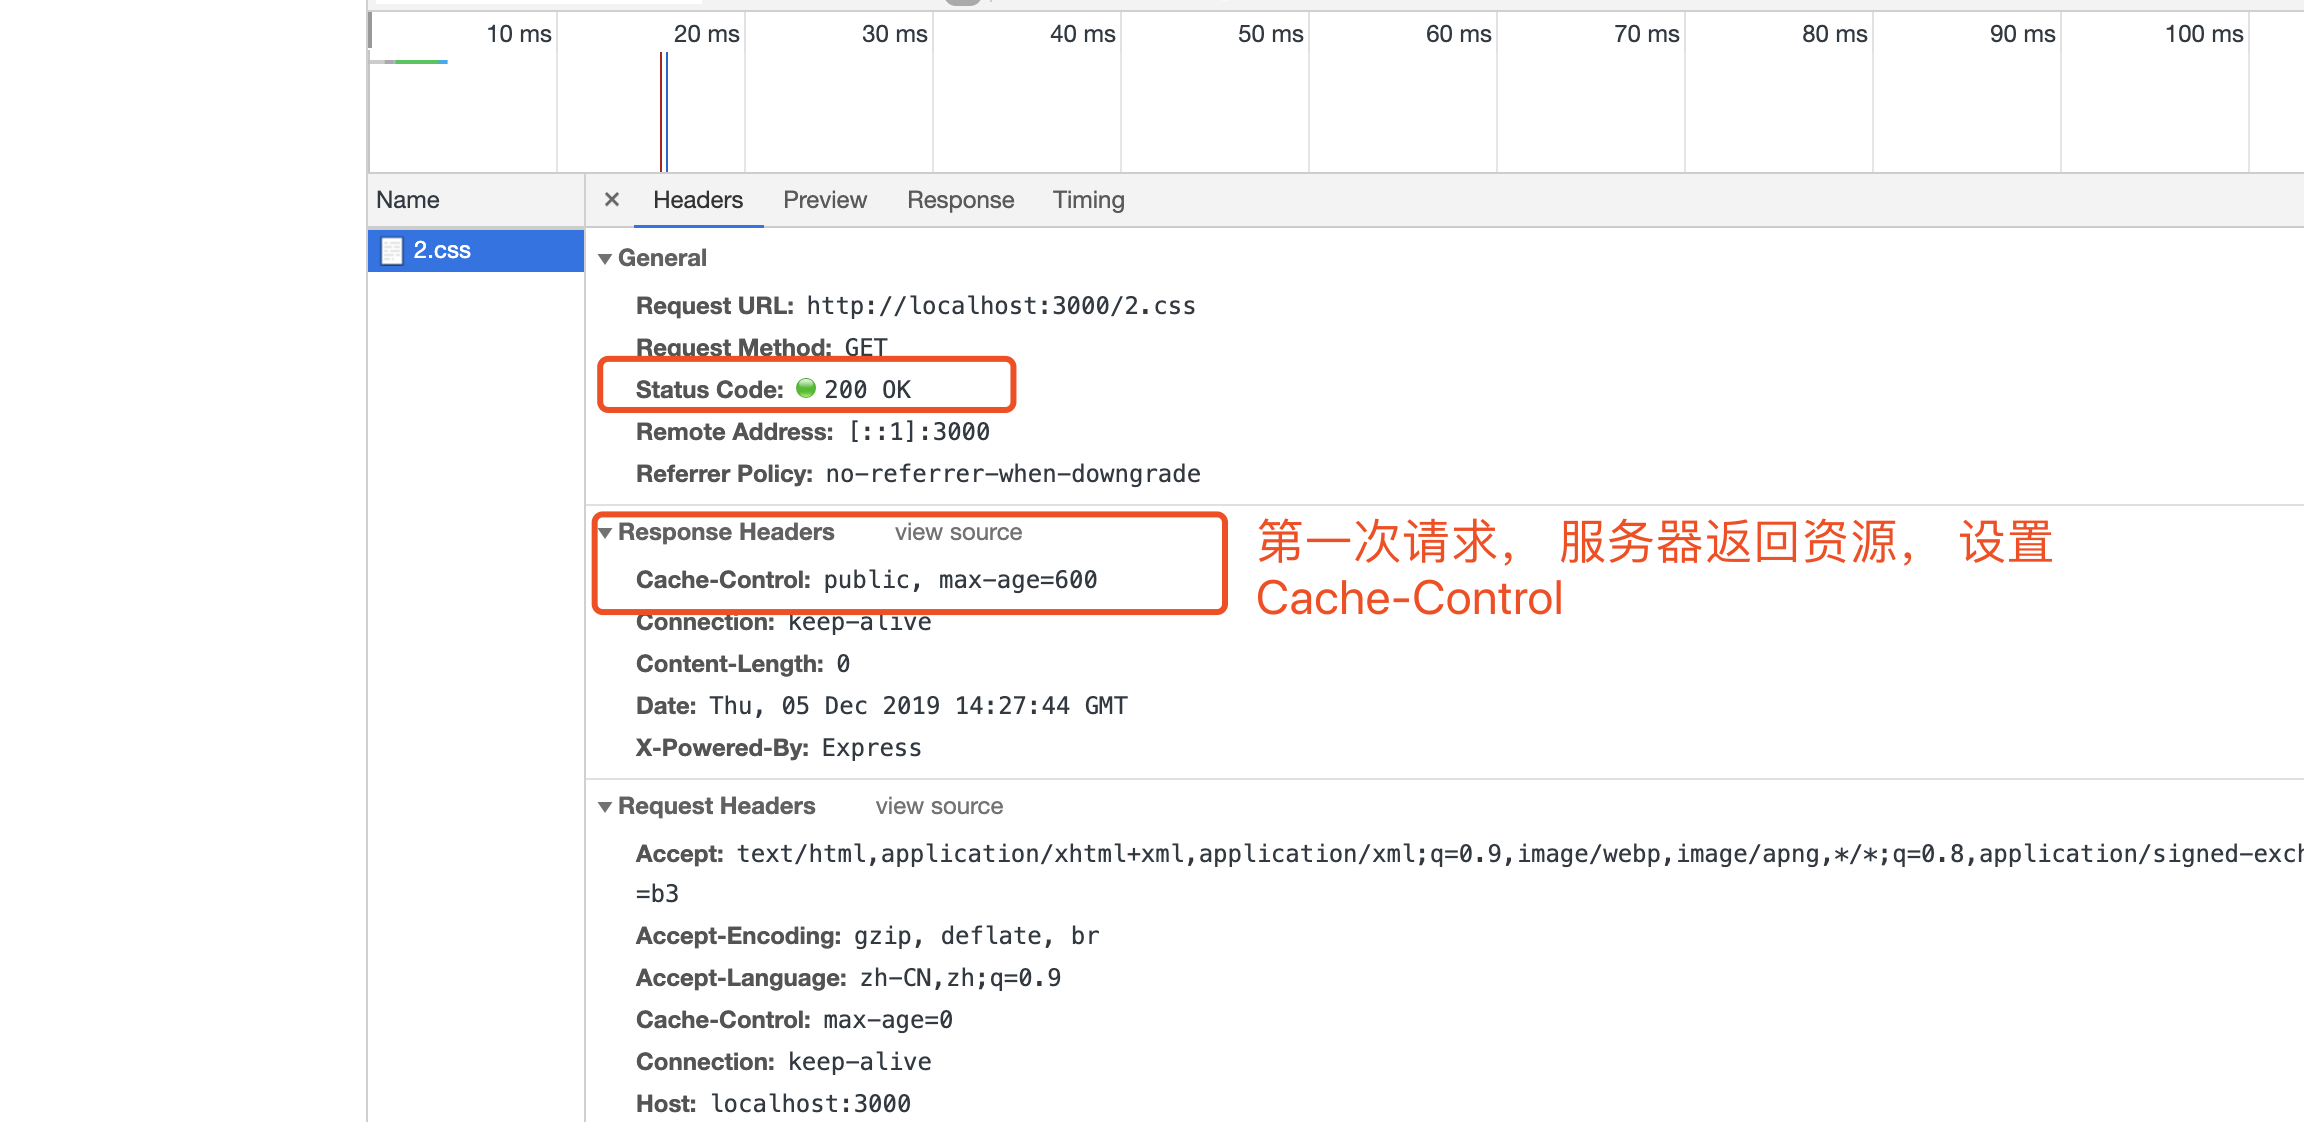 10 ms 20 ms 30 ms 40 ms 50 ms 60 ms 70 ms 80 ms 90 ms 100 ms
Name
× Headers Preview Response Timing
2.css
General
Request URL: http://localhost:3000/2.css
Request Method: GET
Status Code: 200 OK
Remote Address: [::1]:3000
Referrer Policy: no-referrer-when-downgrade
Response Headers view source
第一次请求， 服务器返回资源， 设置
Cache-Control
Cache-Control: public, max-age=600
Connection: keep-alive
Content-Length: 0
Date: Thu, 05 Dec 2019 14:27:44 GMT
X-Powered-By: Express
Request Headers view source
Accept: text/html,application/xhtml+xml,application/xml;q=0.9,image/webp,image/apng,*/*;q=0.8,application/signed-exch
=b3
Accept-Encoding: gzip, deflate, br
Accept-Language: zh-CN,zh;q=0.9
Cache-Control: max-age=0
Connection: keep-alive
Host: localhost:3000